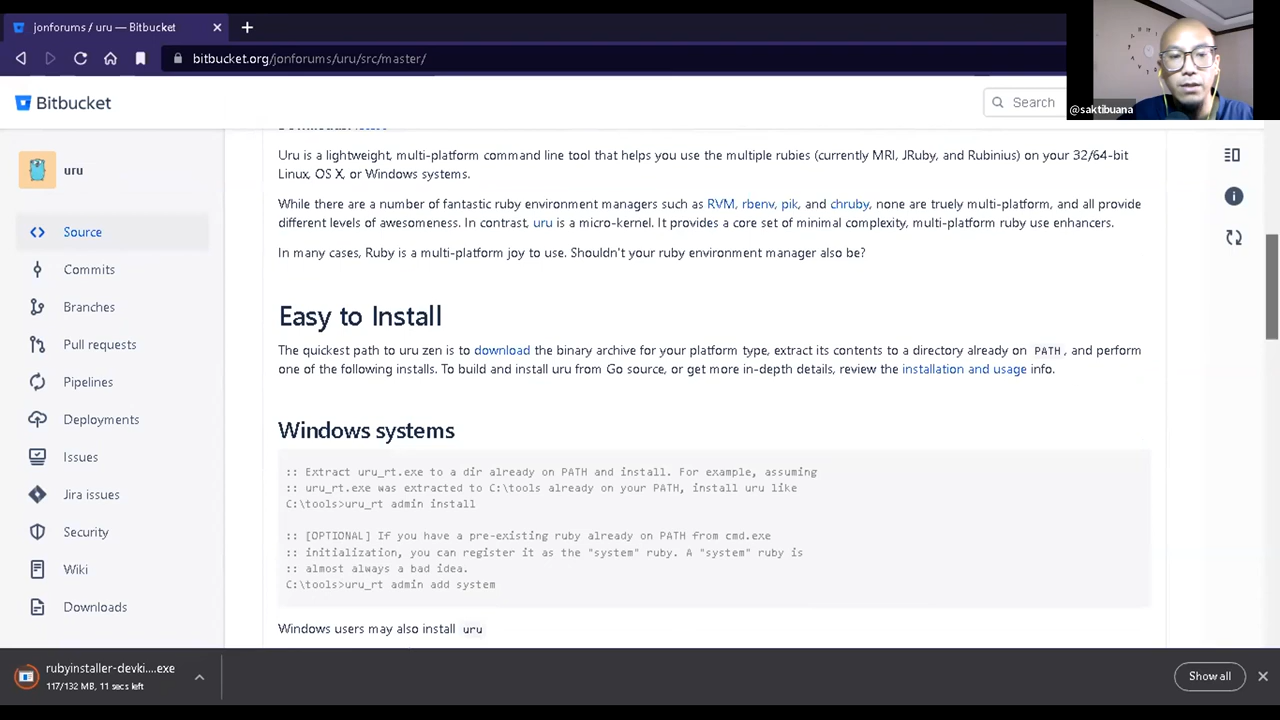 jonforums / uru — Bitbucket
bitbucket.org/jonforums/uru/src/master/
@saktibuana
Bitbucket
Search
uru
Source
Commits
Branches
Pull requests
Pipelines
Deployments
Issues
Jira issues
Security
Wiki
Downloads
Uru is a lightweight, multi-platform command line tool that helps you use the multiple rubies (currently MRI, JRuby, and Rubinius) on your 32/64-bit
Linux, OS X, or Windows systems.
While there are a number of fantastic ruby environment managers such as RVM, rbenv, pik, and chruby, none are truely multi-platform, and all provide
different levels of awesomeness. In contrast, uru is a micro-kernel. It provides a core set of minimal complexity, multi-platform ruby use enhancers.
In many cases, Ruby is a multi-platform joy to use. Shouldn't your ruby environment manager also be?
Easy to Install
The quickest path to uru zen is to download the binary archive for your platform type, extract its contents to a directory already on PATH, and perform
one of the following installs. To build and install uru from Go source, or get more in-depth details, review the installation and usage info.
Windows systems
:: Extract uru_rt.exe to a dir already on PATH and install. For example, assuming
:: uru_rt.exe was extracted to C:\tools already on your PATH, install uru like
C:\tools>uru_rt admin install
:: [OPTIONAL] If you have a pre-existing ruby already on PATH from cmd.exe
:: initialization, you can register it as the "system" ruby. A "system" ruby is
:: almost always a bad idea.
C:\tools>uru_rt admin add system
Windows users may also install uru
rubyinstaller-devki....exe
117/132 MB, 11 secs left
Show all